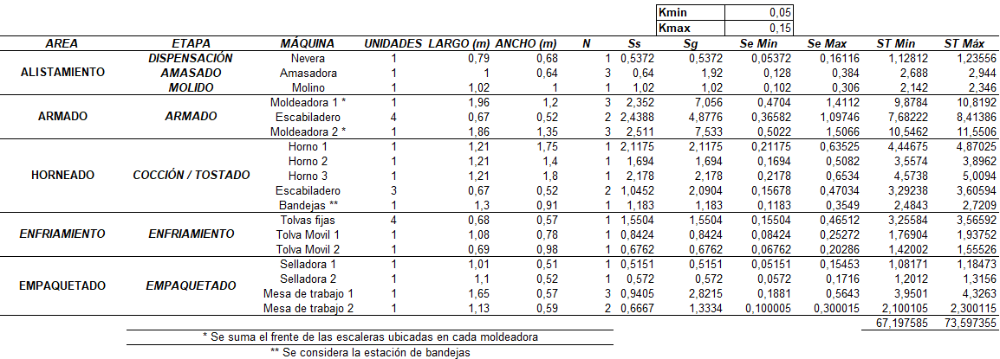 Kmin 0,05
Kmax 0,15
AREA ETAPA MÁQUINA UNIDADES LARGO (m) ANCHO (m) N Ss Sg Se Min Se Max ST Min ST Máx
ALISTAMIENTO DISPENSACIÓN Nevera 1 0,79 0,68 1 0,5372 0,5372 0,05372 0,16116 1,12812 1,23556
AMASADO Amasadora 1 1 0,64 3 0,64 1,92 0,128 0,384 2,688 2,944
MOLIDO Molino 1 1,02 1 1 1,02 1,02 0,102 0,306 2,142 2,346
ARMADO ARMADO Moldeadora 1 * 1 1,96 1,2 3 2,352 7,056 0,4704 1,4112 9,8784 10,8192
Escabiladero 4 0,67 0,52 2 2,4388 4,8776 0,36582 1,09746 7,68222 8,41386
Moldeadora 2 * 1 1,86 1,35 3 2,511 7,533 0,5022 1,5066 10,5462 11,5506
HORNEADO COCCIÓN / TOSTADO Horno 1 1 1,21 1,75 1 2,1175 2,1175 0,21175 0,63525 4,44675 4,87025
Horno 2 1 1,21 1,4 1 1,694 1,694 0,1694 0,5082 3,5574 3,8962
Horno 3 1 1,21 1,8 1 2,178 2,178 0,2178 0,6534 4,5738 5,0094
Escabiladero 3 0,67 0,52 2 1,0452 2,0904 0,15678 0,47034 3,29238 3,60594
Bandejas ** 1 1,3 0,91 1 1,183 1,183 0,1183 0,3549 2,4843 2,7209
ENFRIAMIENTO ENFRIAMIENTO Tolvas fijas 4 0,68 0,57 1 1,5504 1,5504 0,15504 0,46512 3,25584 3,56592
Tolva Movil 1 1 1,08 0,78 1 0,8424 0,8424 0,08424 0,25272 1,76904 1,93752
Tolva Movil 2 1 0,69 0,98 1 0,6762 0,6762 0,06762 0,20286 1,42002 1,55526
EMPAQUETADO EMPAQUETADO Selladora 1 1 1,01 0,51 1 0,5151 0,5151 0,05151 0,15453 1,08171 1,18473
Selladora 2 1 1,1 0,52 1 0,572 0,572 0,0572 0,1716 1,2012 1,3156
Mesa de trabajo 1 1 1,65 0,57 3 0,9405 2,8215 0,1881 0,5643 3,9501 4,3263
Mesa de trabajo 2 1 1,13 0,59 2 0,6667 1,3334 0,100005 0,300015 2,100105 2,300115
67,197585 73,597355
* Se suma el frente de las escaleras ubicadas en cada moldeadora
** Se considera la estación de bandejas